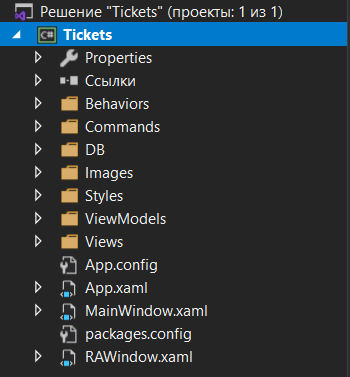 Решение "Tickets" (проекты: 1 из 1)
C# Tickets
Properties
Ссылки
Behaviors
Commands
DB
Images
Styles
ViewModels
Views
App.config
App.xaml
MainWindow.xaml
packages.config
RAWindow.xaml